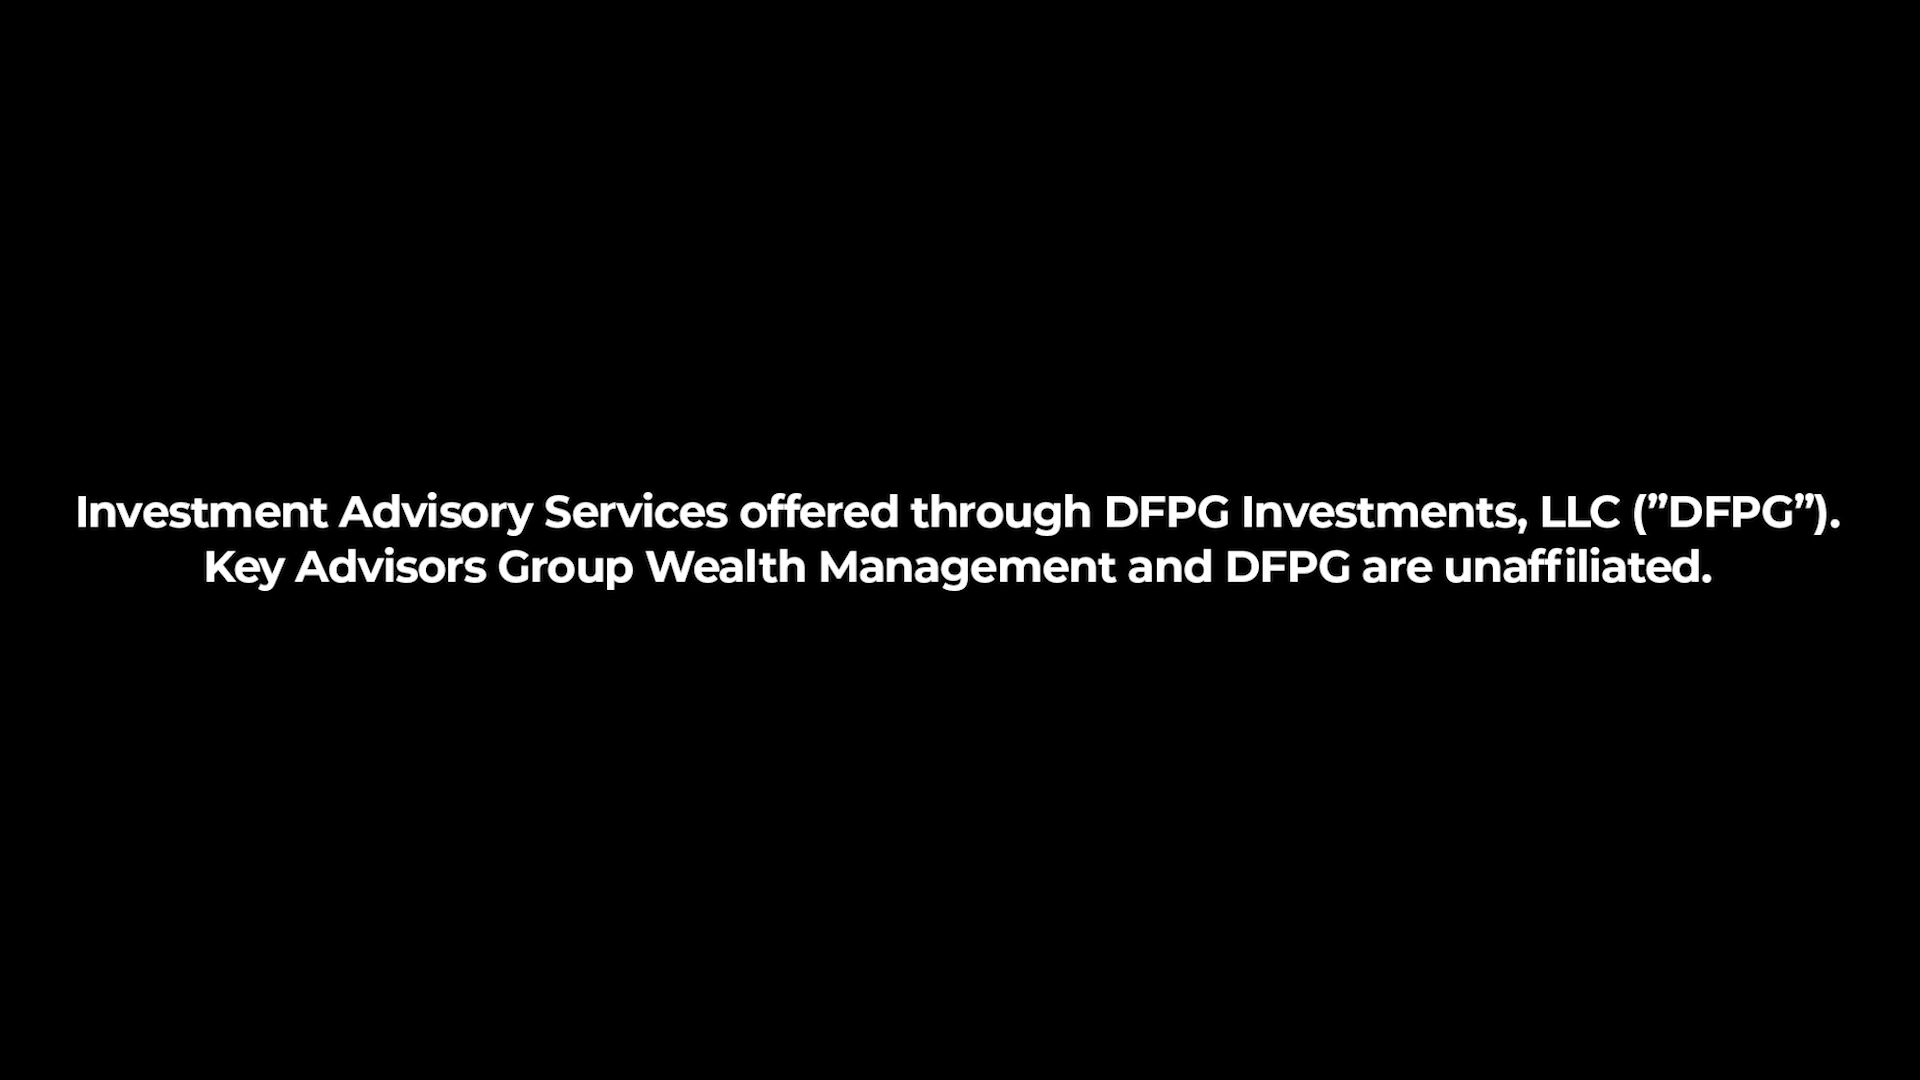 Investment Advisory Services offered through DFPG Investments, LLC (”DFPG”).
Key Advisors Group Wealth Management and DFPG are unaffiliated.